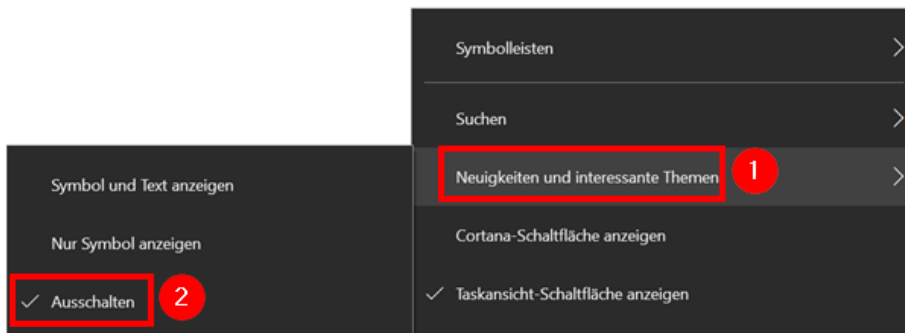 Symbolleisten
Suchen
Neuigkeiten und interessante Themen
1
Cortana-Schaltfläche anzeigen
Taskansicht-Schaltfläche anzeigen
Symbol und Text anzeigen
Nur Symbol anzeigen
Ausschalten
2